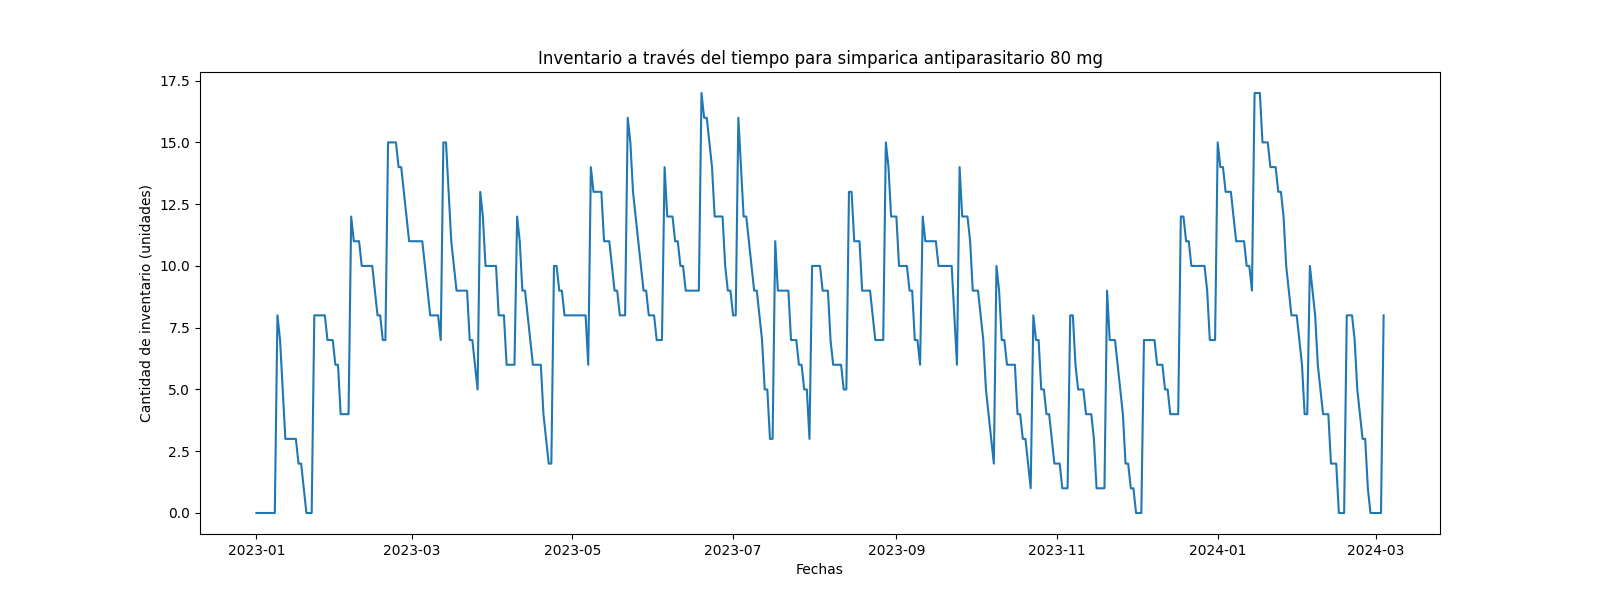 Inventario a través del tiempo para simparica antiparasitario 80 mg
17.5
15.0
12.5
10.0
7.5
5.0
2.5
0.0
Cantidad de inventario (unidades)
2023-01 2023-03 2023-05 2023-07 2023-09 2023-11 2024-01 2024-03
Fechas